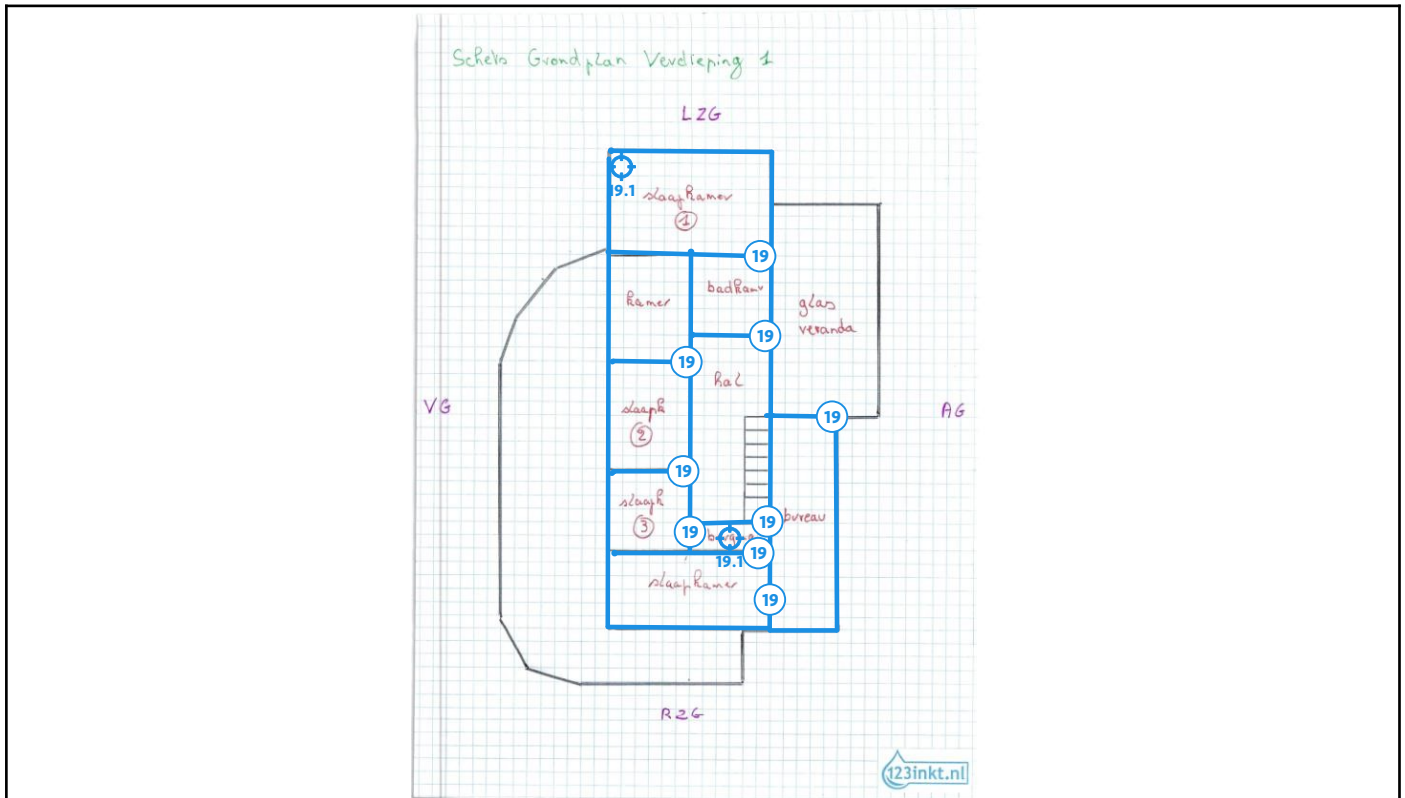 Schets Grondplan Verdieping 1
LZG
19.1
slaapkamer
1
19
kamer
badkamr
glas
veranda
19
19
hal
VG
slaapk
2
19
AG
19
slaapk
3
19
19
bureau
19.1
19
slaapkamer
19
RZG
123inkt.nl